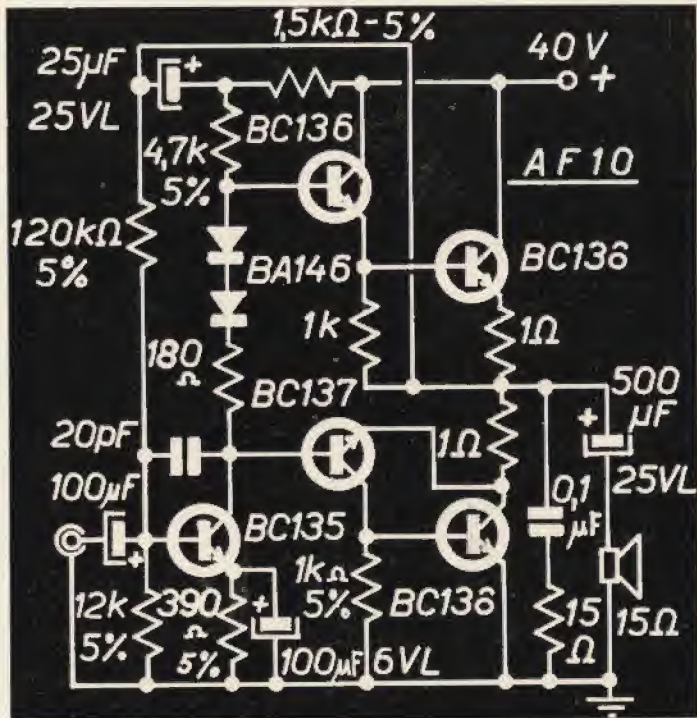 1,5kΩ-5%
25µF
25VL
40V
+
+
BC136
AF10
4,7k
5%
120kΩ
5%
BA146
BC136
1k
1Ω
180
Ω
BC137
500
µF
+
20pF
1Ω
25VL
100µF
0,1
µF
BC135
+
12k
5%
390
Ω
5%
+
1kΩ
5%
BC136
15
Ω
15Ω
100µF 6VL